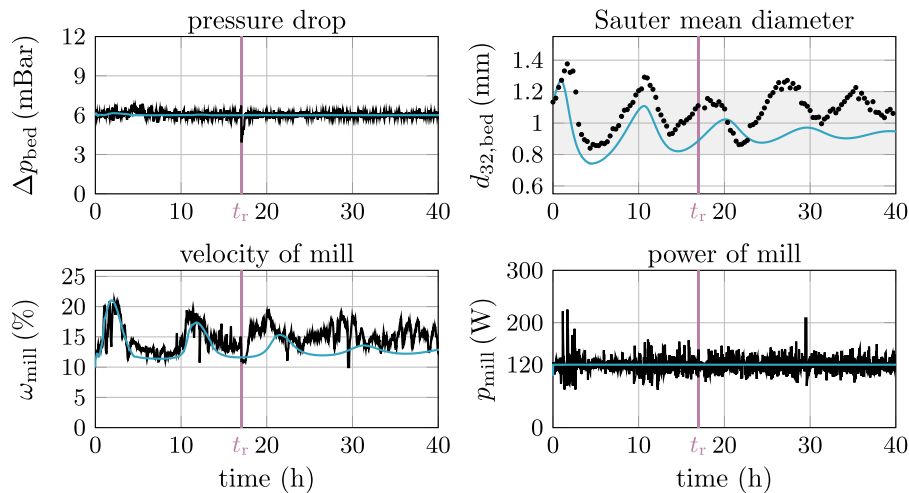 pressure drop
Δp_bed (mBar)
12
9
6
3
0
0 10 t_r 20 30 40
Sauter mean diameter
d_32,bed (mm)
1.4
1.2
1
0.8
0.6
0 10 t_r 20 30 40
velocity of mill
ω_mill (%)
25
20
15
10
0
0 10 t_r 20 30 40
time (h)
power of mill
p_mill (W)
300
200
120
0
0 10 t_r 20 30 40
time (h)